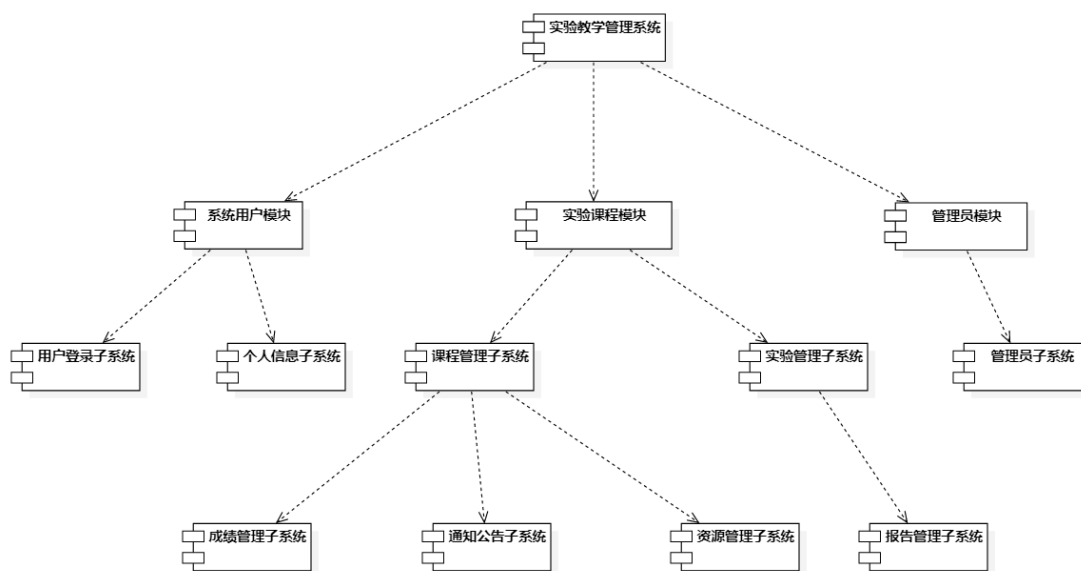 实验教学管理系统
系统用户模块
实验课程模块
管理员模块
用户登录子系统
个人信息子系统
课程管理子系统
实验管理子系统
管理员子系统
成绩管理子系统
通知公告子系统
资源管理子系统
报告管理子系统